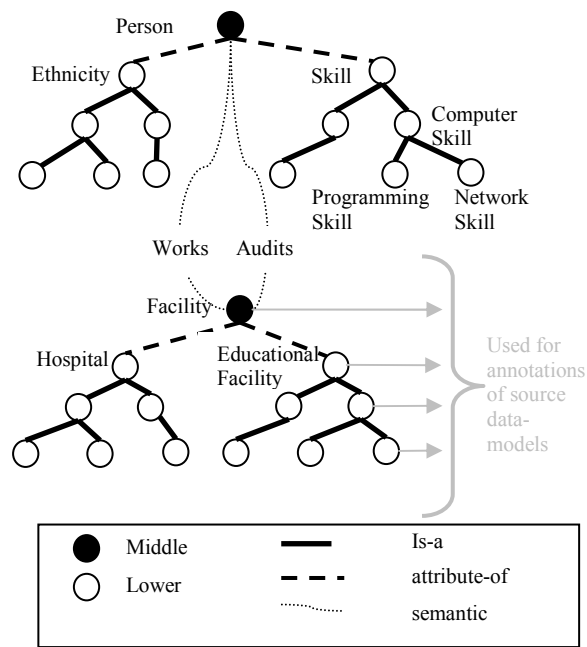 Person
Ethnicity
Skill
Computer
Skill
Programming
Skill
Network
Skill
Works
Audits
Facility
Hospital
Educational
Facility
Used for
annotations
of source
data-
models
Middle
Is-a
Lower
attribute-of
semantic